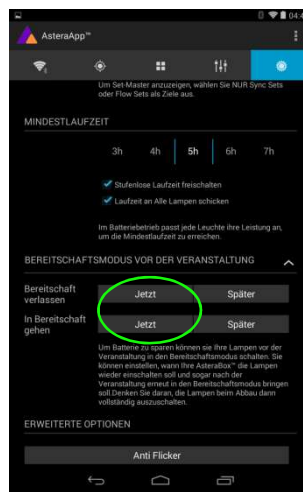 04:4
AsteraApp™
Um Set-Master anzuzeigen, wählen Sie NUR Sync Sets
oder Flow Sets als Ziele aus.
MINDESTLAUFZEIT
3h 4h 5h 6h 7h
Stufenlose Laufzeit freischalten
Laufzeit an Alle Lampen schicken
Im Batteriebetrieb passt jede Leuchte ihre Leistung an,
um die Mindestlaufzeit zu erreichen.
BEREITSCHAFTSMODUS VOR DER VERANSTALTUNG
Bereitschaft
verlassen
Jetzt Später
In Bereitschaft
gehen
Jetzt Später
Um Batterie zu sparen können sie Ihre Lampen vor der
Veranstaltung in den Bereitschaftsmodus schalten. Sie
können einstellen, wann Ihre AsteraBox™ die Lampen
wieder einschalten soll und sogar nach der
Veranstaltung erneut in den Bereitschaftsmodus bringen
soll.Denken Sie daran, die Lampen beim Abbau dann
vollständig auszuschalten.
ERWEITERTE OPTIONEN
Anti Flicker